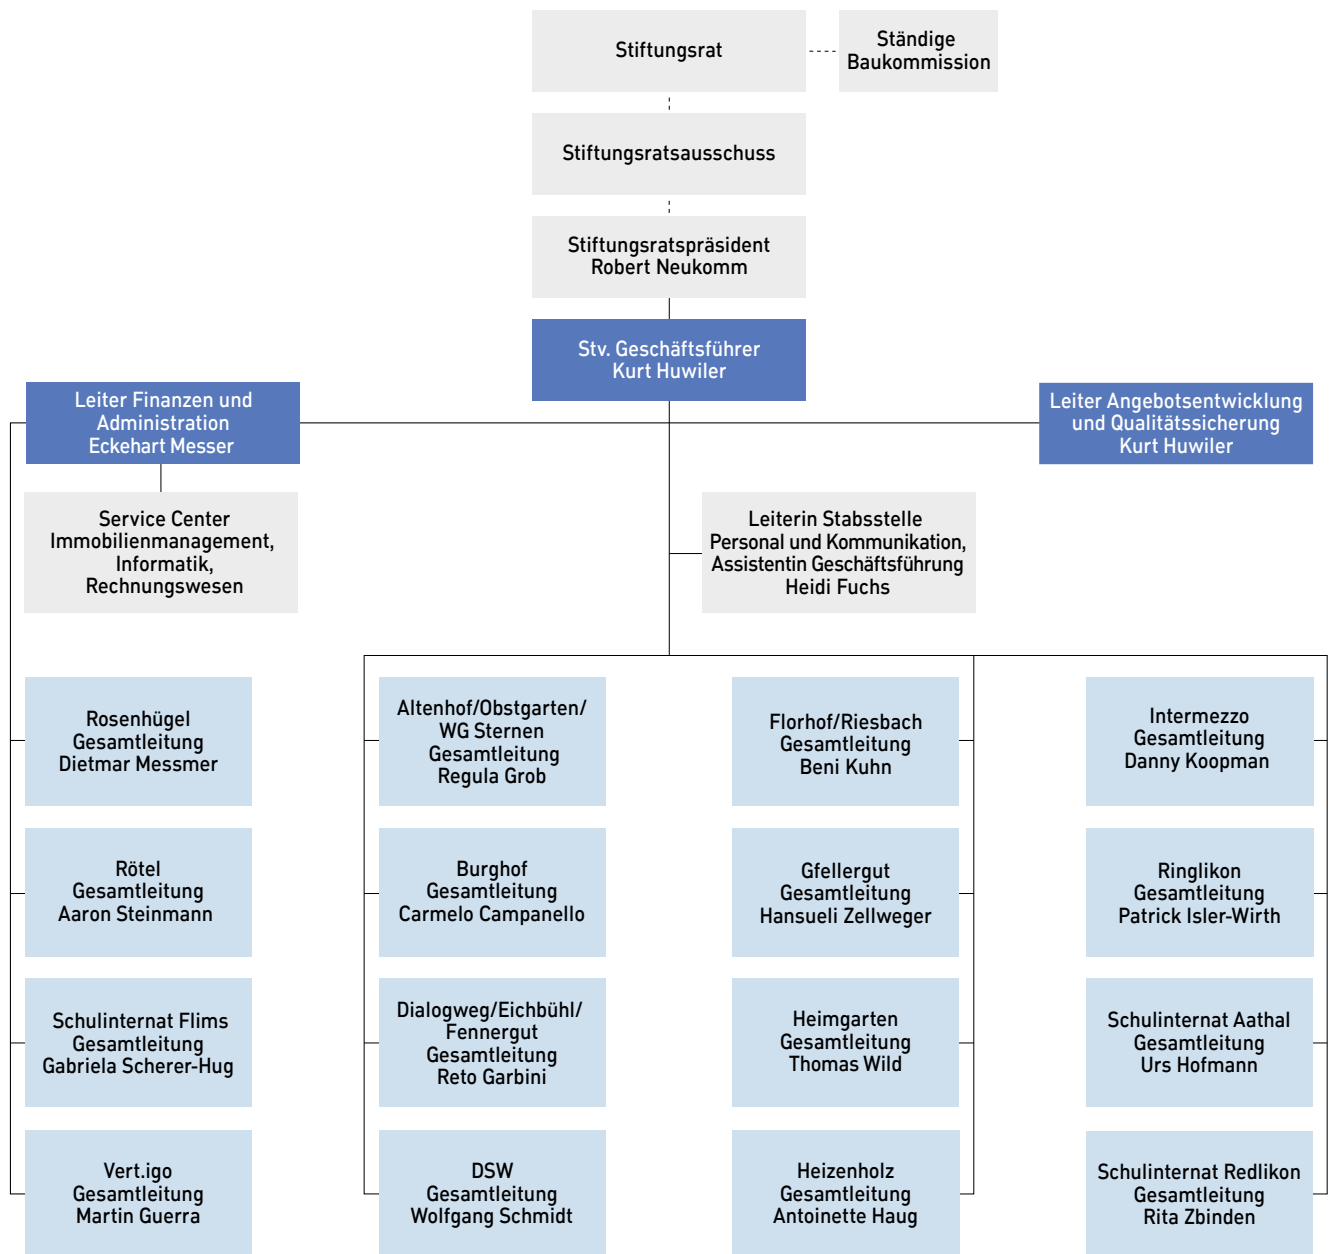 Stiftungsrat
Ständige
Baukommission
Stiftungsratsausschuss
Stiftungsratspräsident
Robert Neukomm
Stv. Geschäftsführer
Kurt Huwiler
Leiter Finanzen und
Administration
Eckehart Messer
Leiter Angebotsentwicklung
und Qualitätssicherung
Kurt Huwiler
Service Center
Immobilienmanagement,
Informatik,
Rechnungswesen
Leiterin Stabsstelle
Personal und Kommunikation,
Assistentin Geschäftsführung
Heidi Fuchs
Rosenhügel
Gesamtleitung
Dietmar Messmer
Altenhof/Obstgarten/
WG Sternen
Gesamtleitung
Regula Grob
Florhof/Riesbach
Gesamtleitung
Beni Kuhn
Intermezzo
Gesamtleitung
Danny Koopman
Rötel
Gesamtleitung
Aaron Steinmann
Burghof
Gesamtleitung
Carmelo Campanello
Gfellergut
Gesamtleitung
Hansueli Zellweger
Ringlikon
Gesamtleitung
Patrick Isler-Wirth
Schulinternat Flims
Gesamtleitung
Gabriela Scherer-Hug
Dialogweg/Eichbühl/
Fennergut
Gesamtleitung
Reto Garbini
Heimgarten
Gesamtleitung
Thomas Wild
Schulinternat Aathal
Gesamtleitung
Urs Hofmann
Vert.igo
Gesamtleitung
Martin Guerra
DSW
Gesamtleitung
Wolfgang Schmidt
Heizenholz
Gesamtleitung
Antoinette Haug
Schulinternat Redlikon
Gesamtleitung
Rita Zbinden